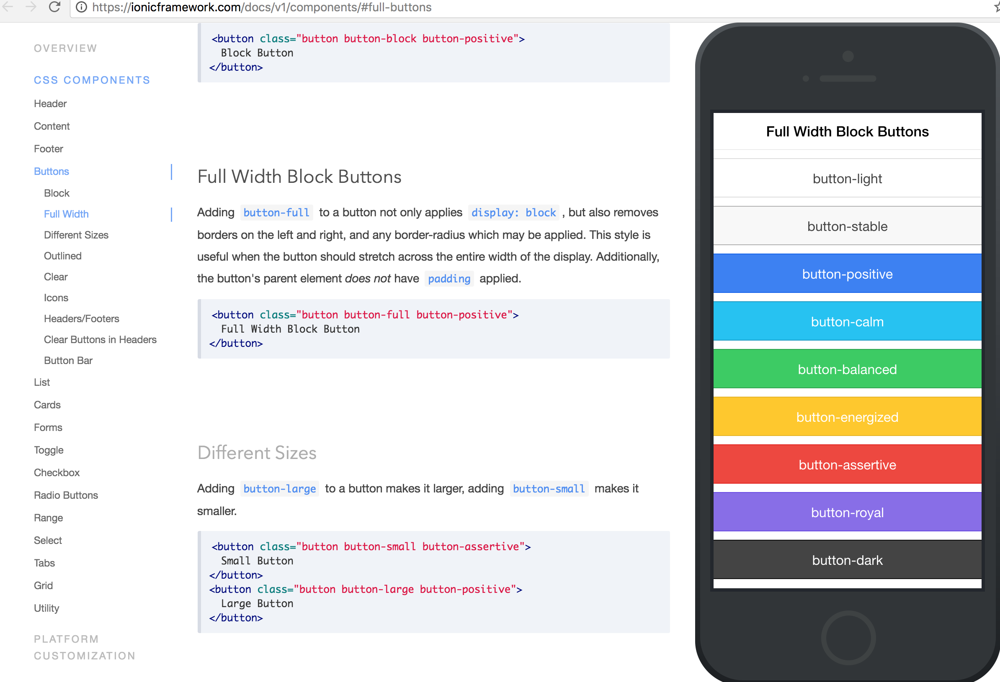 https://ionicframework.com/docs/v1/components/#full-buttons
OVERVIEW
CSS COMPONENTS
Header
Content
Footer
Buttons
Block
Full Width
Different Sizes
Outlined
Clear
Icons
Headers/Footers
Clear Buttons in Headers
Button Bar
List
Cards
Forms
Toggle
Checkbox
Radio Buttons
Range
Select
Tabs
Grid
Utility
PLATFORM
CUSTOMIZATION
<button class="button button-block button-positive">
  Block Button
</button>
Full Width Block Buttons
Adding button-full to a button not only applies display: block , but also removes
borders on the left and right, and any border-radius which may be applied. This style is
useful when the button should stretch across the entire width of the display. Additionally,
the button's parent element does not have padding applied.
<button class="button button-full button-positive">
  Full Width Block Button
</button>
Different Sizes
Adding button-large to a button makes it larger, adding button-small makes it
smaller.
<button class="button button-small button-assertive">
  Small Button
</button>
<button class="button button-large button-positive">
  Large Button
</button>
Full Width Block Buttons
button-light
button-stable
button-positive
button-calm
button-balanced
button-energized
button-assertive
button-royal
button-dark